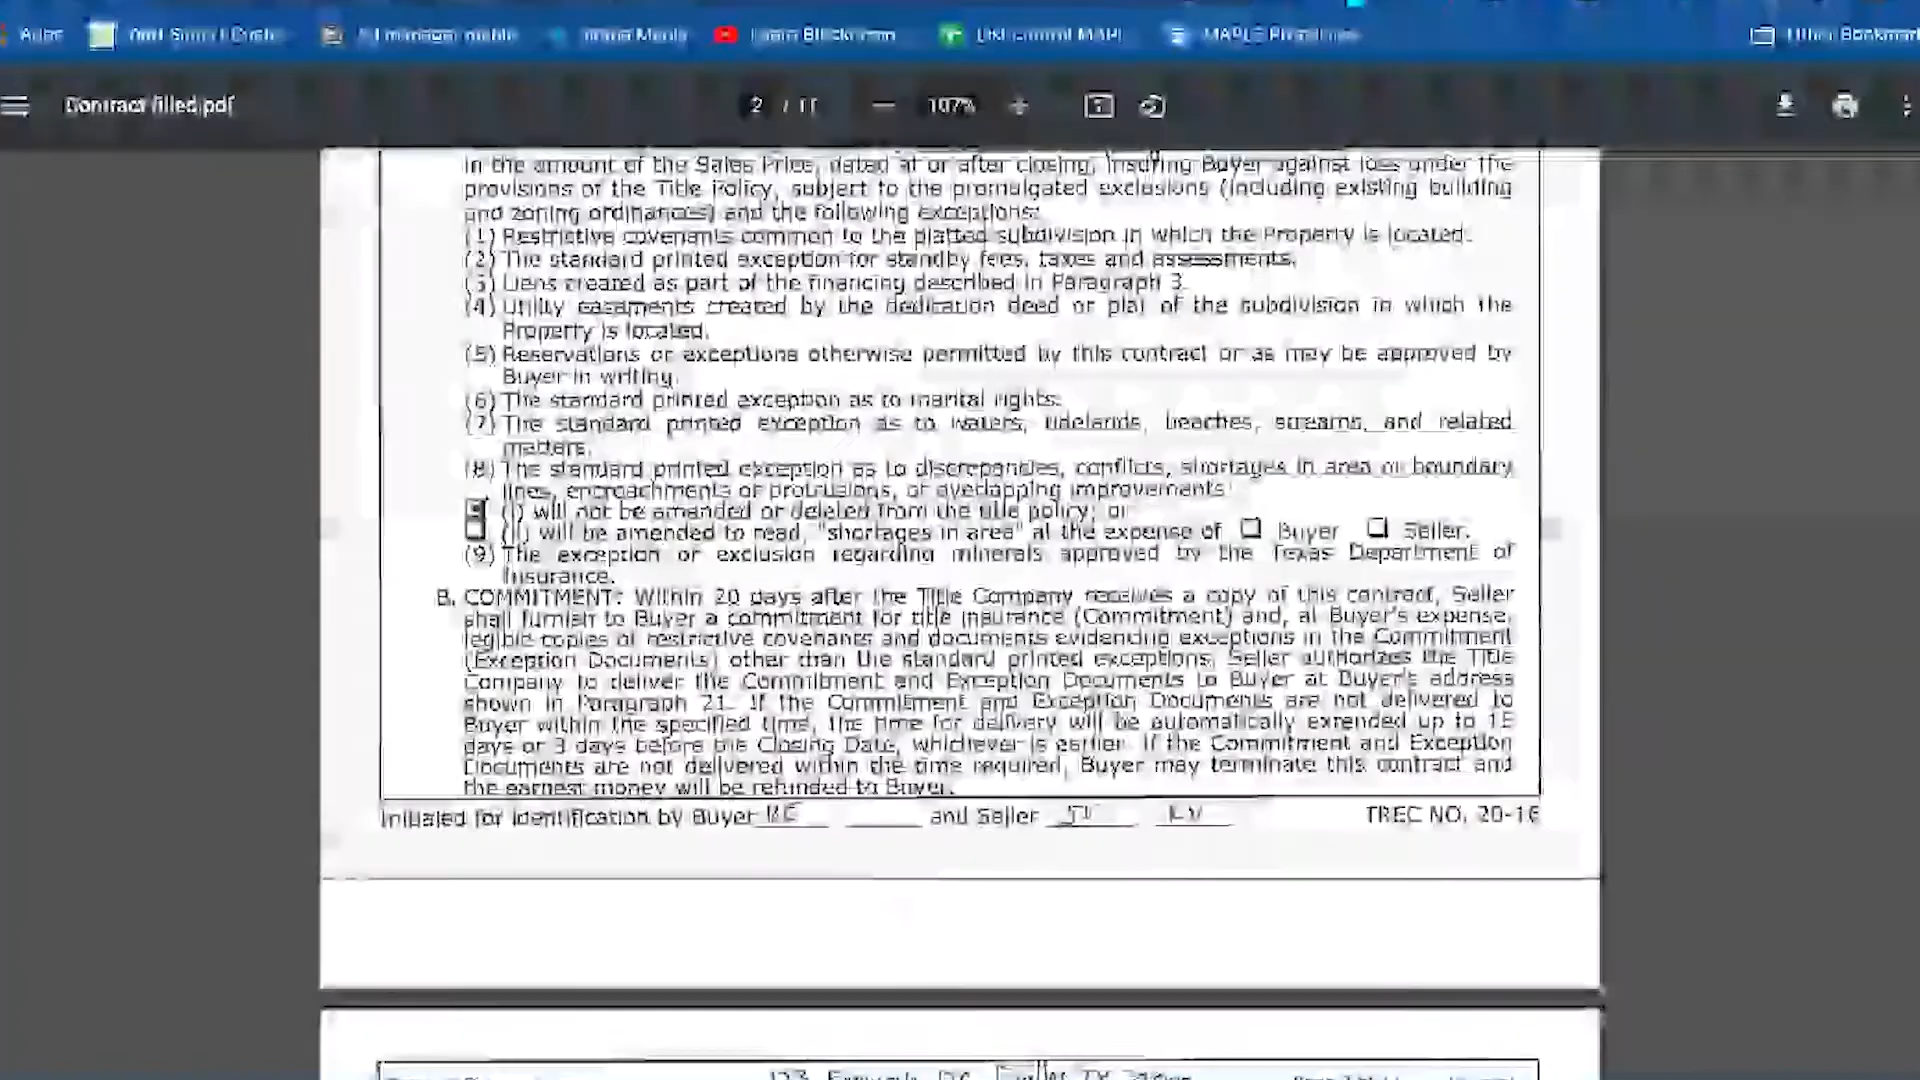 Contract filled.pdf
2 / 11
107%
in the amount of the Sales Price, dated at or after closing, insuring Buyer against loss under the
provisions of the Title Policy, subject to the promulgated exclusions (including existing building
and zoning ordinances) and the following exceptions:
(1) Restrictive covenants common to the platted subdivision in which the Property is located.
(2) The standard printed exception for standby fees, taxes and assessments.
(3) Liens created as part of the financing described in Paragraph 3.
(4) Utility easements created by the dedication deed or plat of the subdivision in which the
Property is located.
(5) Reservations or exceptions otherwise permitted by this contract or as may be approved by
Buyer in writing.
(6) The standard printed exception as to marital rights.
(7) The standard printed exception as to waters, tidelands, beaches, streams, and related
matters.
(8) The standard printed exception as to discrepancies, conflicts, shortages in area or boundary
lines, encroachments or protrusions, or overlapping improvements:
(i) will not be amended or deleted from the title policy; or
(ii) will be amended to read, "shortages in area" at the expense of Buyer Seller.
(9) The exception or exclusion regarding minerals approved by the Texas Department of
Insurance.
B. COMMITMENT: Within 20 days after the Title Company receives a copy of this contract, Seller
shall furnish to Buyer a commitment for title insurance (Commitment) and, at Buyer's expense,
legible copies of restrictive covenants and documents evidencing exceptions in the Commitment
(Exception Documents) other than the standard printed exceptions. Seller authorizes the Title
Company to deliver the Commitment and Exception Documents to Buyer at Buyer's address
shown in Paragraph 21. If the Commitment and Exception Documents are not delivered to
Buyer within the specified time, the time for delivery will be automatically extended up to 15
days or 3 days before the Closing Date, whichever is earlier. If the Commitment and Exception
Documents are not delivered within the time required, Buyer may terminate this contract and
the earnest money will be refunded to Buyer.
Initialed for identification by Buyer and Seller TREC NO. 20-16